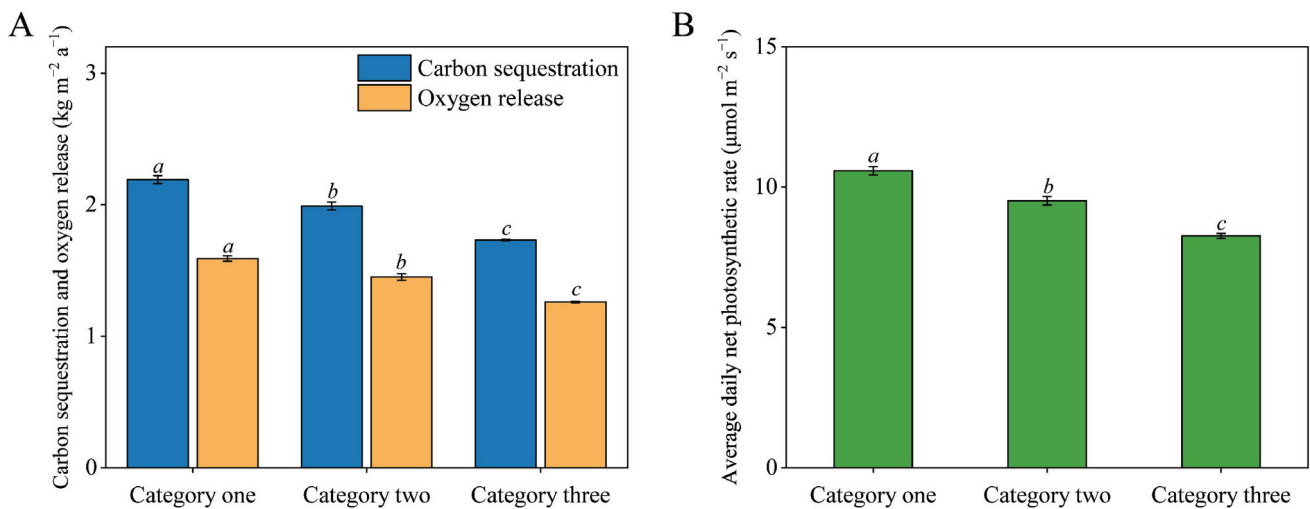 A
Carbon sequestration and oxygen release (kg m⁻² a⁻¹)
3
2
1
0
Carbon sequestration
Oxygen release
a
a
b
b
c
c
Category one
Category two
Category three
B
Average daily net photosynthetic rate (μmol m⁻² s⁻¹)
15
10
5
0
a
b
c
Category one
Category two
Category three